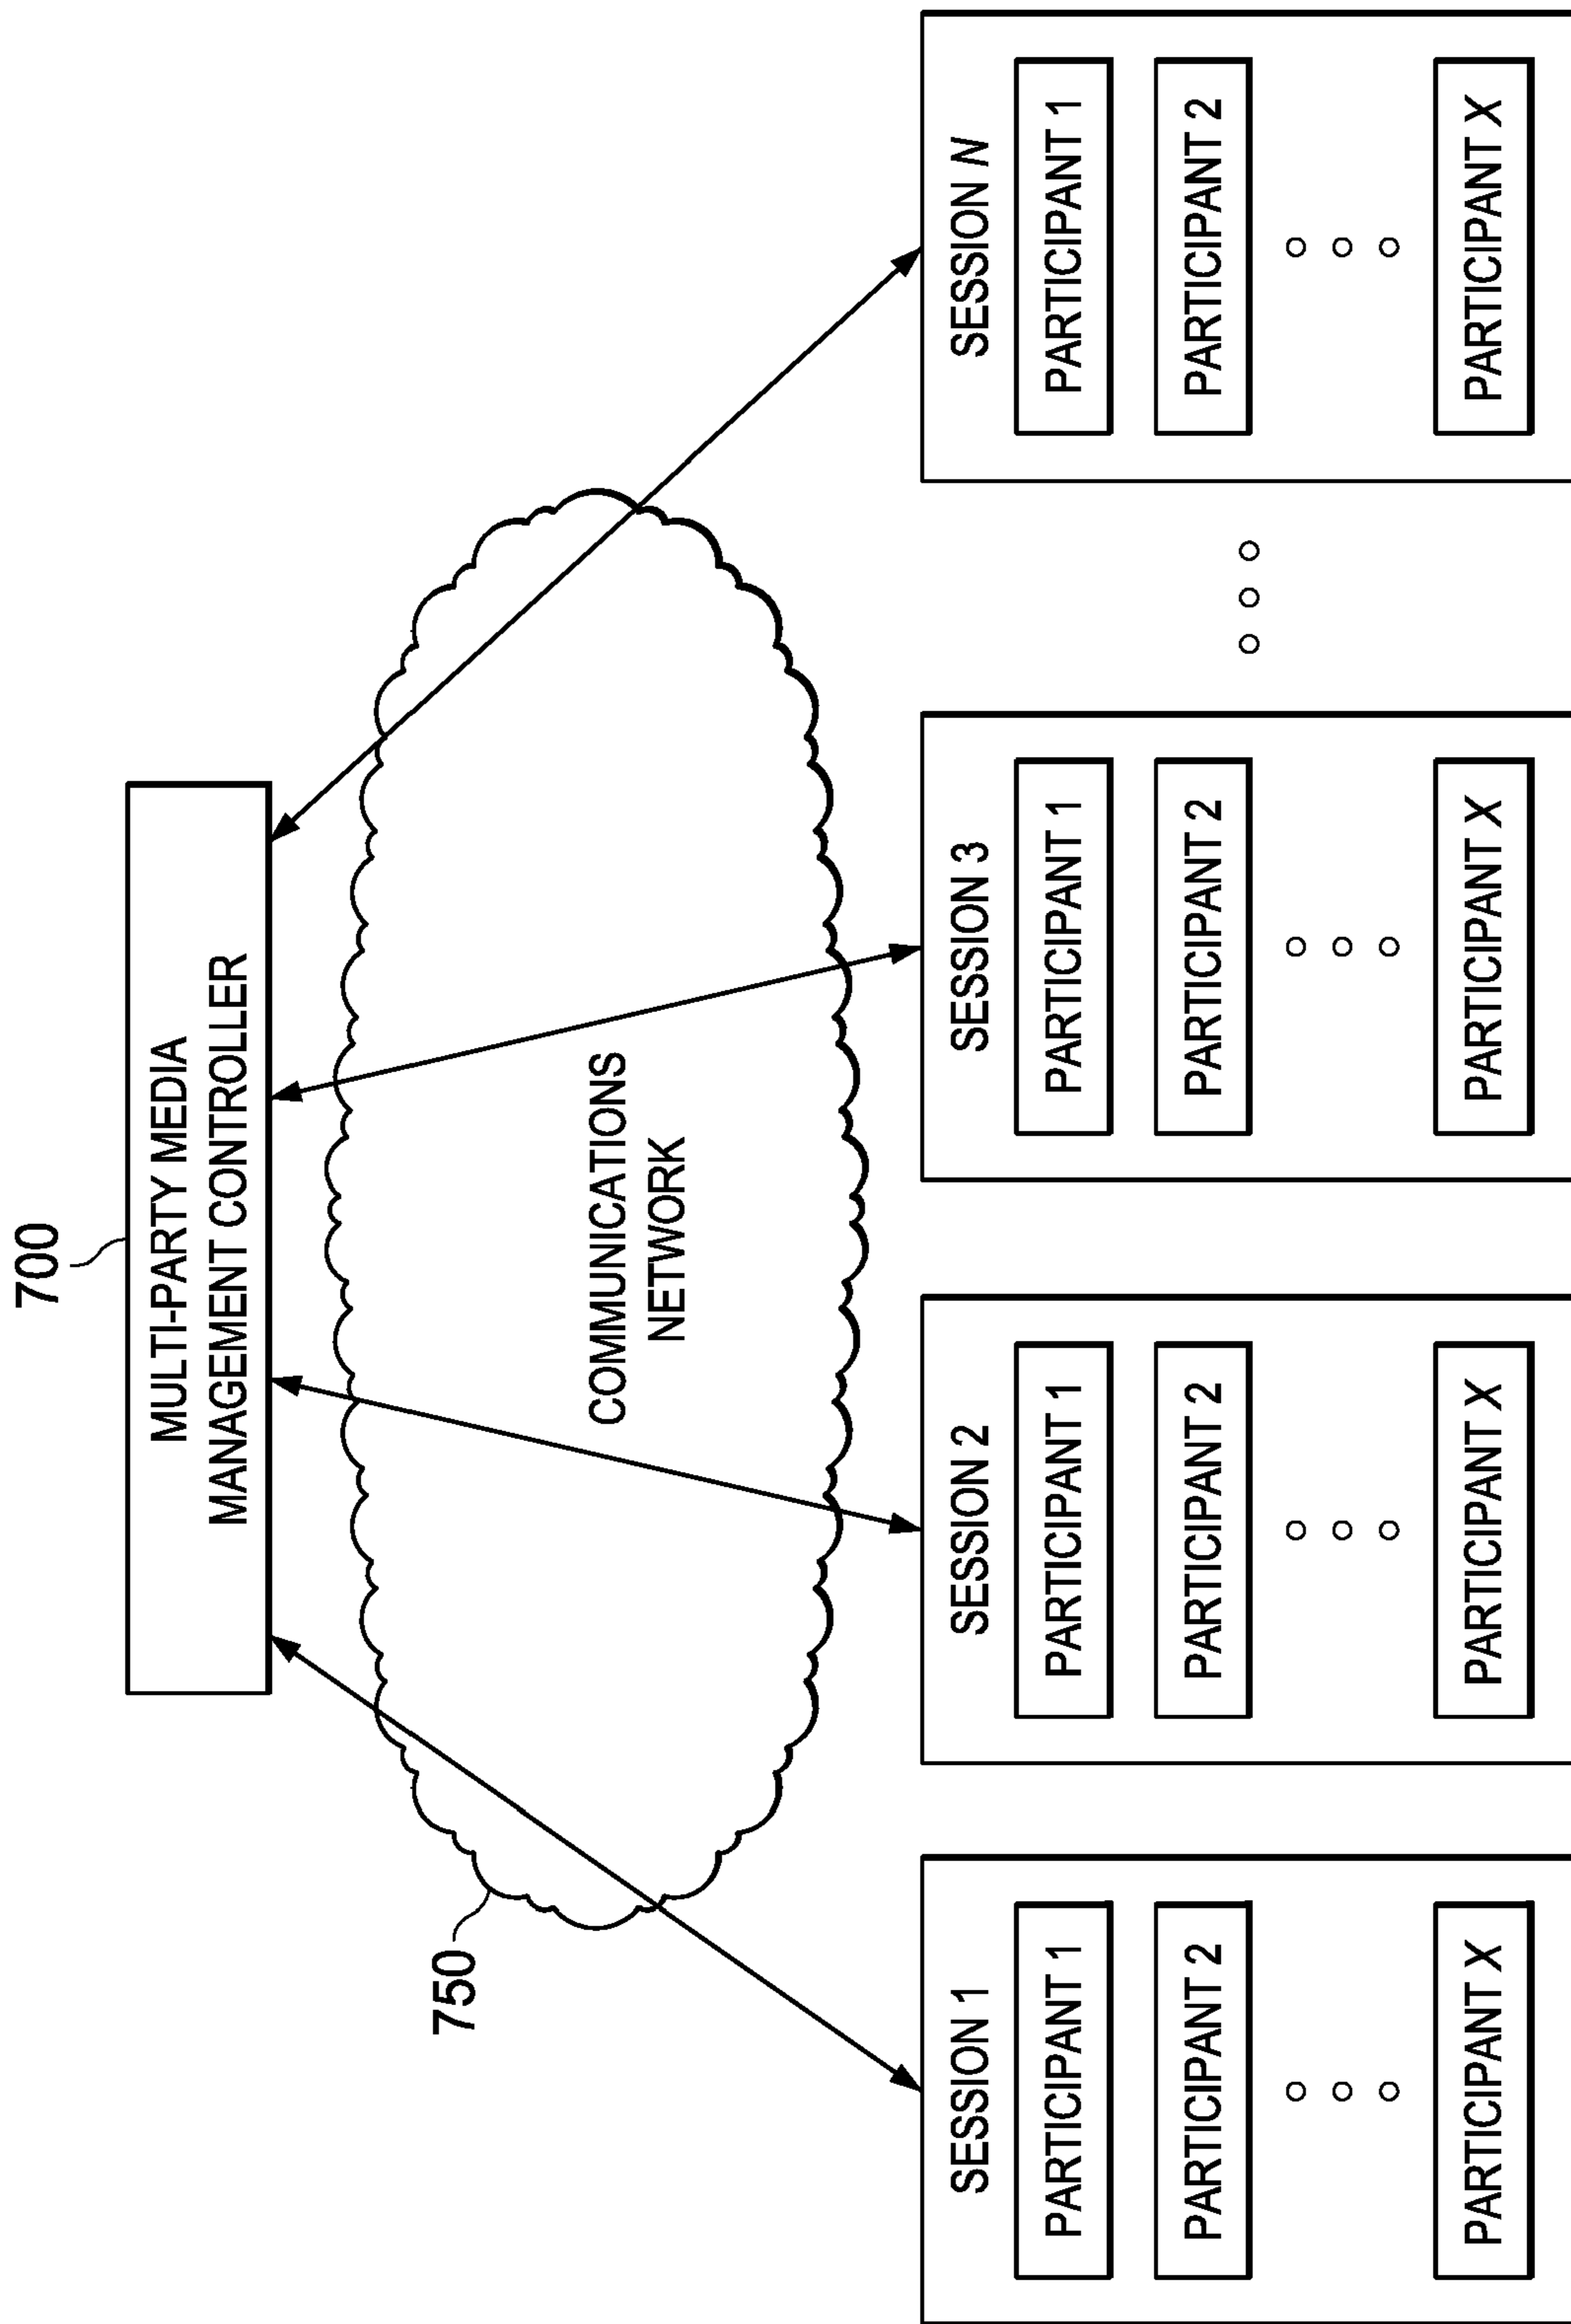 700
MULTI-PARTY MEDIA
MANAGEMENT CONTROLLER
750
COMMUNICATIONS
NETWORK
SESSION 1
PARTICIPANT 1
PARTICIPANT 2
PARTICIPANT X
SESSION 2
PARTICIPANT 1
PARTICIPANT 2
PARTICIPANT X
SESSION 3
PARTICIPANT 1
PARTICIPANT 2
PARTICIPANT X
SESSION N
PARTICIPANT 1
PARTICIPANT 2
PARTICIPANT X